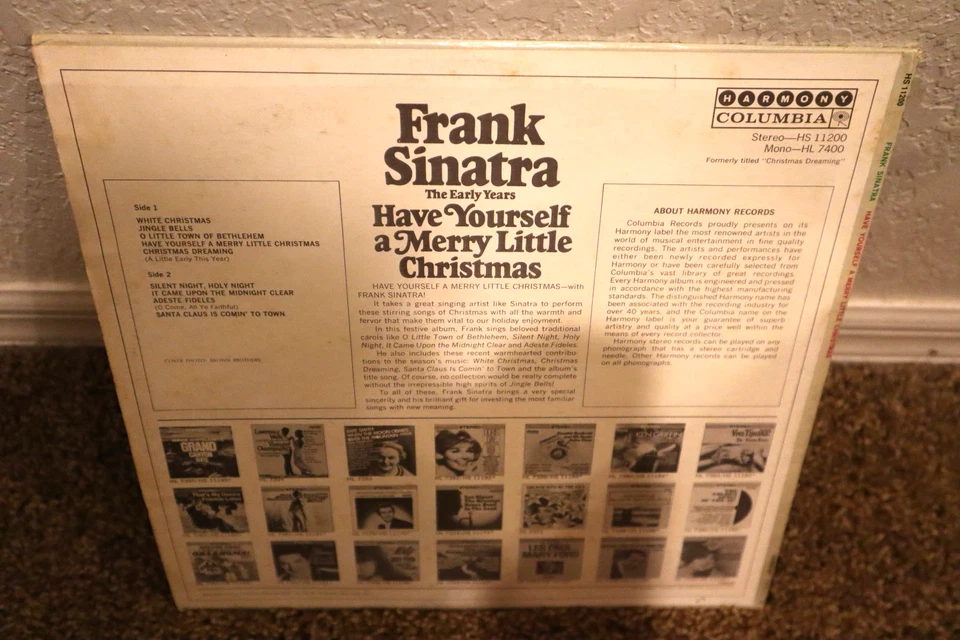 HARMONY
COLUMBIA
Stereo—HS 11200
Mono—HL 7400
Formerly titled "Christmas Dreaming"
HS 11200
FRANK SINATRA
HAVE YOURSELF A MERRY LITTLE CHRISTMAS
Frank
Sinatra
The Early Years
Have Yourself
a Merry Little
Christmas
Side 1
WHITE CHRISTMAS
JINGLE BELLS
O LITTLE TOWN OF BETHLEHEM
HAVE YOURSELF A MERRY LITTLE CHRISTMAS
CHRISTMAS DREAMING
(A Little Early This Year)
Side 2
SILENT NIGHT, HOLY NIGHT
IT CAME UPON THE MIDNIGHT CLEAR
ADESTE FIDELES
(O Come, All Ye Faithful)
SANTA CLAUS IS COMIN' TO TOWN
HAVE YOURSELF A MERRY LITTLE CHRISTMAS—with
FRANK SINATRA!
It takes a great singing artist like Sinatra to perform
these stirring songs of Christmas with all the warmth and
fervor that make them vital to our holiday enjoyment.
In this festive album, Frank sings beloved traditional
carols like O Little Town of Bethlehem, Silent Night, Holy
Night, It Came Upon the Midnight Clear and Adeste Fideles.
He also includes these recent warmhearted contribu-
tions to the season's music: White Christmas, Christmas
Dreaming, Santa Claus Is Comin' to Town and the album's
title song. Of course, no collection would be really complete
without the irrepressible high spirits of Jingle Bells!
To all of these, Frank Sinatra brings a very special
sincerity and his brilliant gift for investing the most familiar
songs with new meaning.
ABOUT HARMONY RECORDS
Columbia Records proudly presents on its
Harmony label the most renowned artists in the
world of musical entertainment in fine quality
recordings. The artists and performances have
either been newly recorded expressly for
Harmony or have been carefully selected from
Columbia's vast library of great recordings.
Every Harmony album is engineered and pressed
in accordance with the highest manufacturing
standards. The distinguished Harmony name has
been associated with the recording industry for
over 40 years, and the Columbia name on the
Harmony label is your guarantee of superb
artistry and quality at a price well within the
means of every record collector.
Harmony stereo records can be played on any
phonograph that has a stereo cartridge and
needle. Other Harmony records can be played
on all phonographs.
GRAND
Viva Tijuana!
LES PAUL
MARY FORD